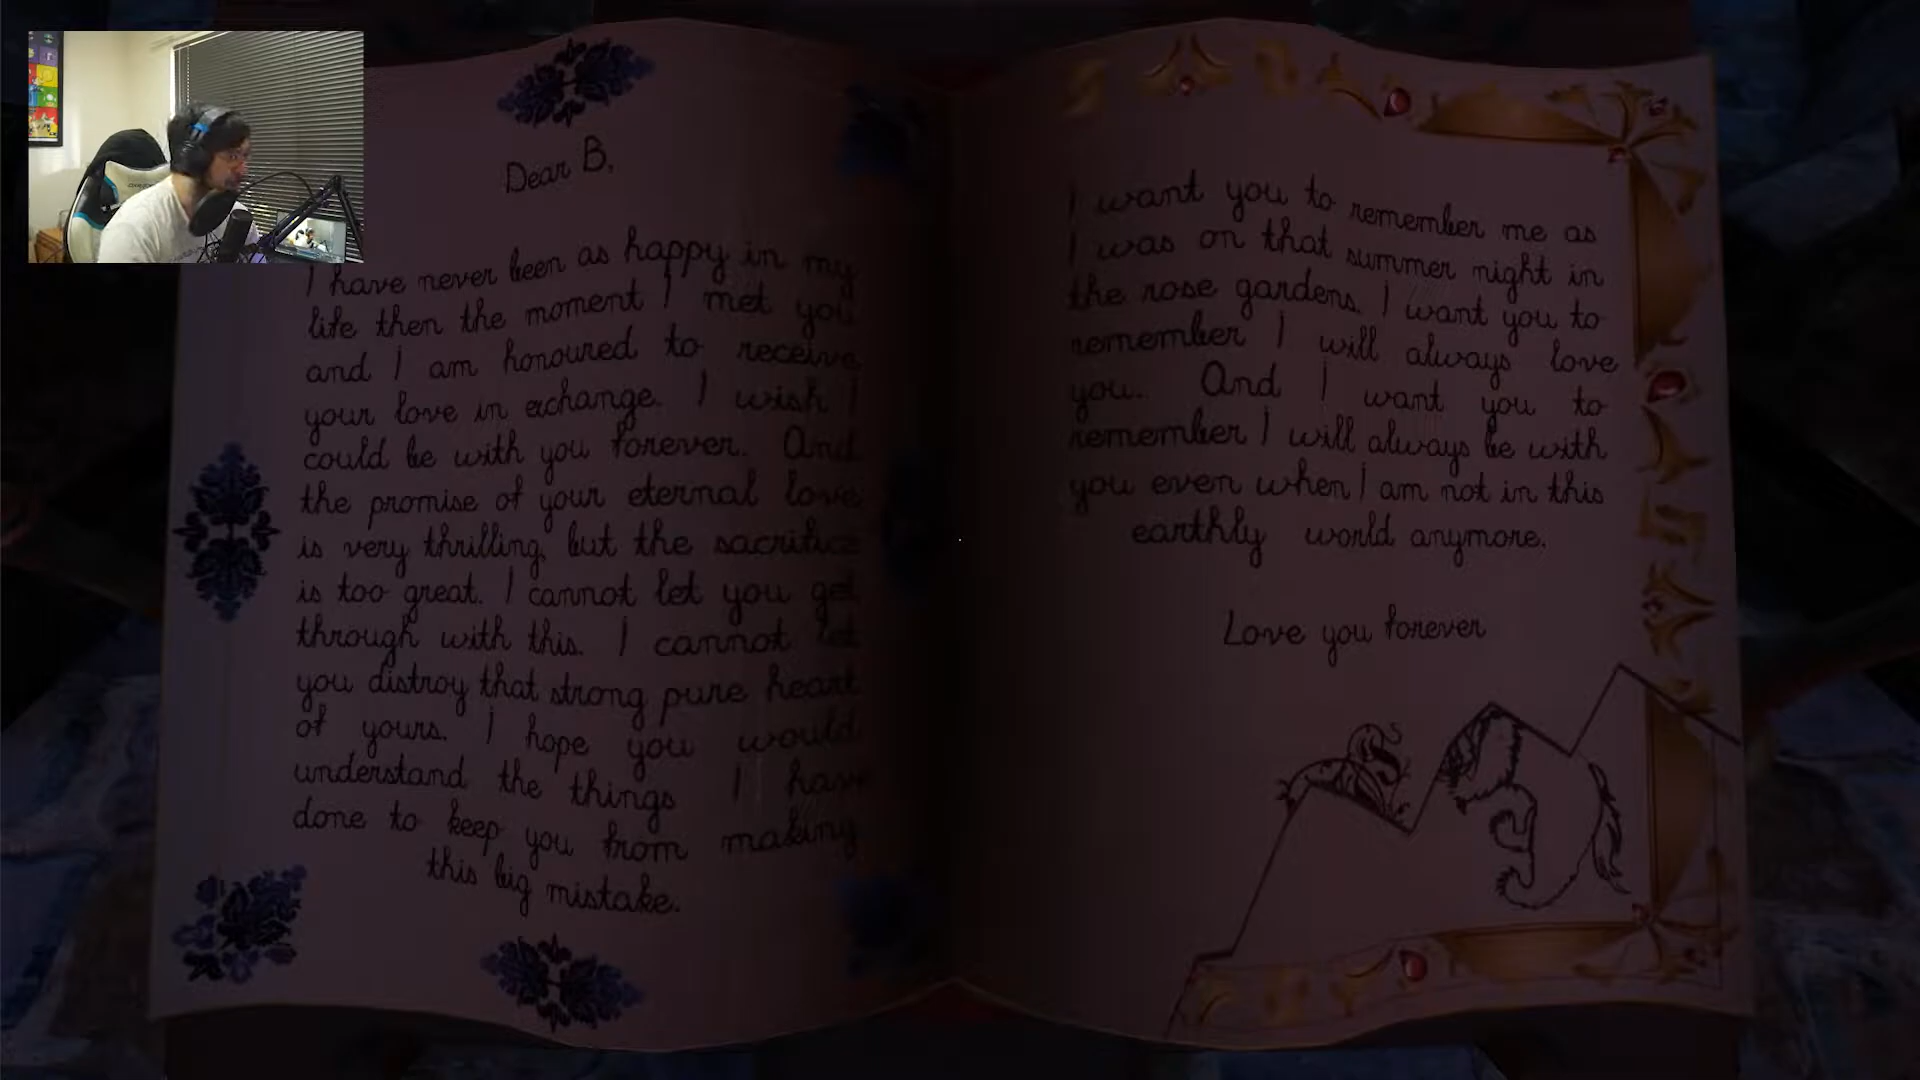 Dear B,
I have never been as happy in my
life then the moment I met you
and I am honoured to receive
your love in exchange. I wish I
could be with you forever. And
the promise of your eternal love
is very thrilling, but the sacrifice
is too great. I cannot let you get
through with this. I cannot let
you distroy that strong pure heart
of yours. I hope you would
understand the things I have
done to keep you from making
this big mistake.
I want you to remember me as
I was on that summer night in
the rose gardens. I want you to
remember I will always love
you. And I want you to
remember I will always be with
you even when I am not in this
earthly world anymore.
Love you forever